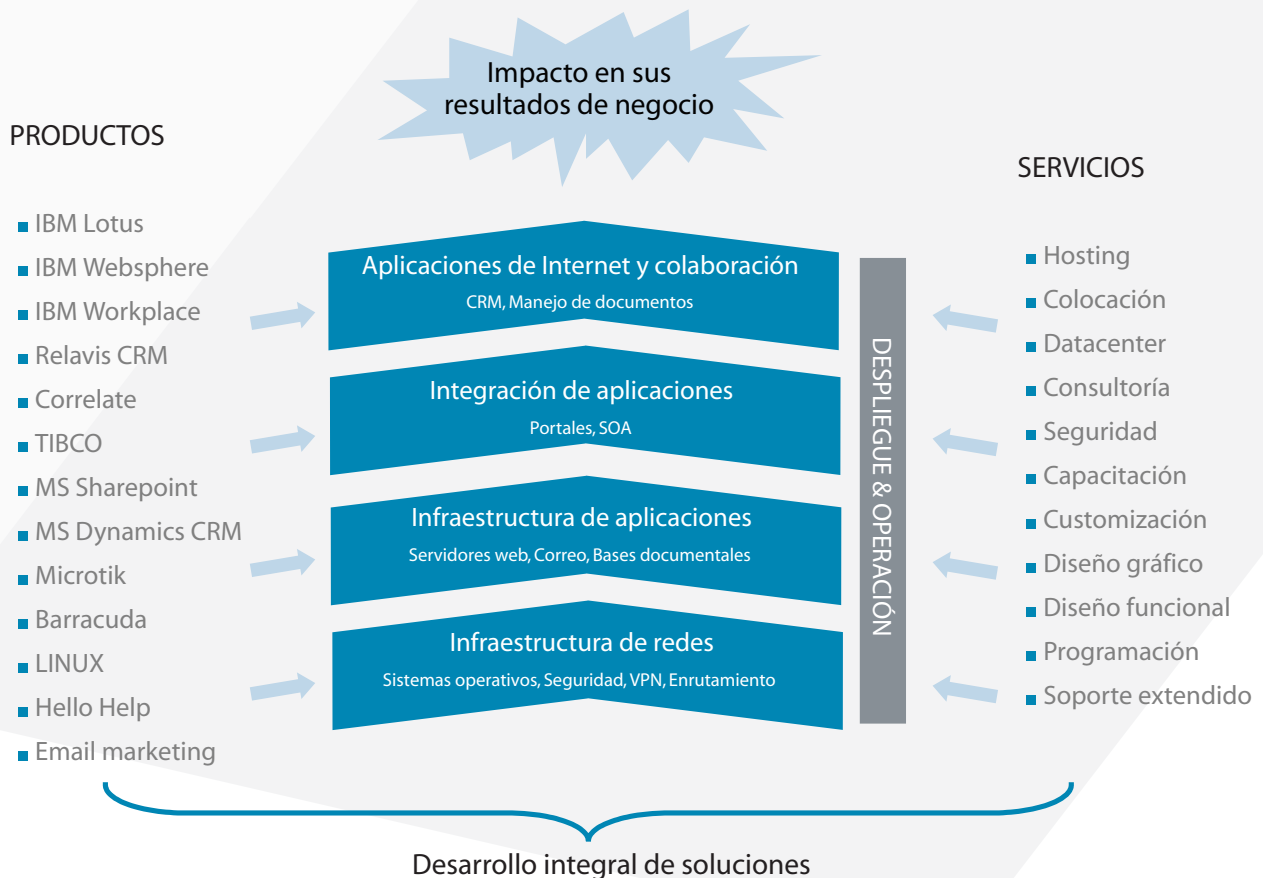 Impacto en sus
resultados de negocio
PRODUCTOS
IBM Lotus
IBM Websphere
IBM Workplace
Relavis CRM
Correlate
TIBCO
MS Sharepoint
MS Dynamics CRM
Microtik
Barracuda
LINUX
Hello Help
Email marketing
Aplicaciones de Internet y colaboración
CRM, Manejo de documentos
Integración de aplicaciones
Portales, SOA
Infraestructura de aplicaciones
Servidores web, Correo, Bases documentales
Infraestructura de redes
Sistemas operativos, Seguridad, VPN, Enrutamiento
DESPLIEGUE & OPERACIÓN
SERVICIOS
Hosting
Colocación
Datacenter
Consultoría
Seguridad
Capacitación
Customización
Diseño gráfico
Diseño funcional
Programación
Soporte extendido
Desarrollo integral de soluciones